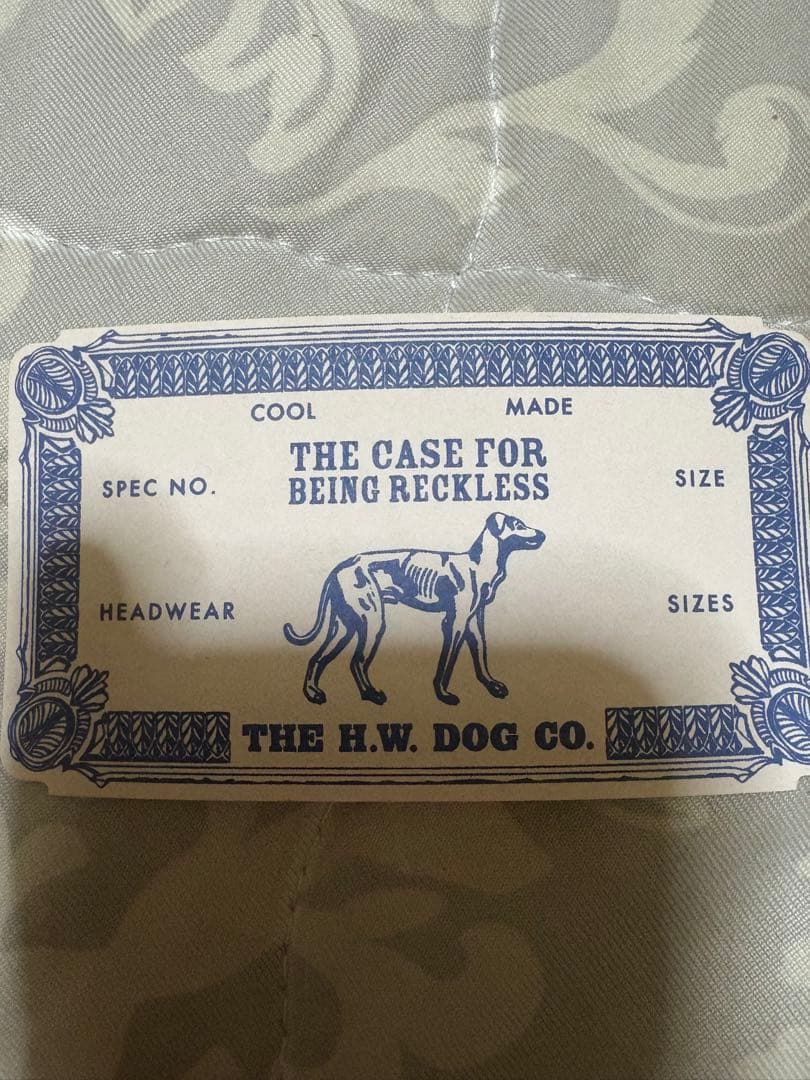 COOL MADE
THE CASE FOR
BEING RECKLESS
SPEC NO. SIZE
HEADWEAR SIZES
THE H.W. DOG CO.